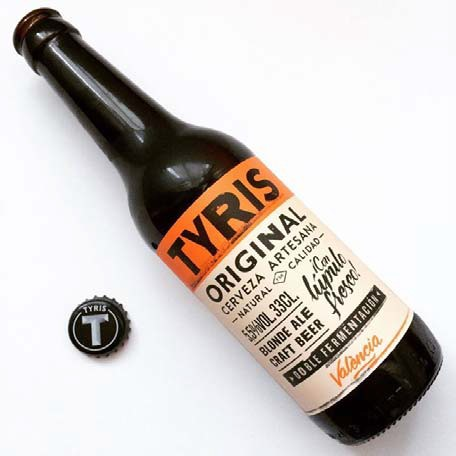 TYRIS
ORIGINAL
CERVEZA ARTESANA
NATURAL CALIDAD
5.5%VOL. 33CL.
BLONDE ALE
CRAFT BEER
¡Con
lúpulo
fresco!
DOBLE FERMENTACIÓN
València
TYRIS
T